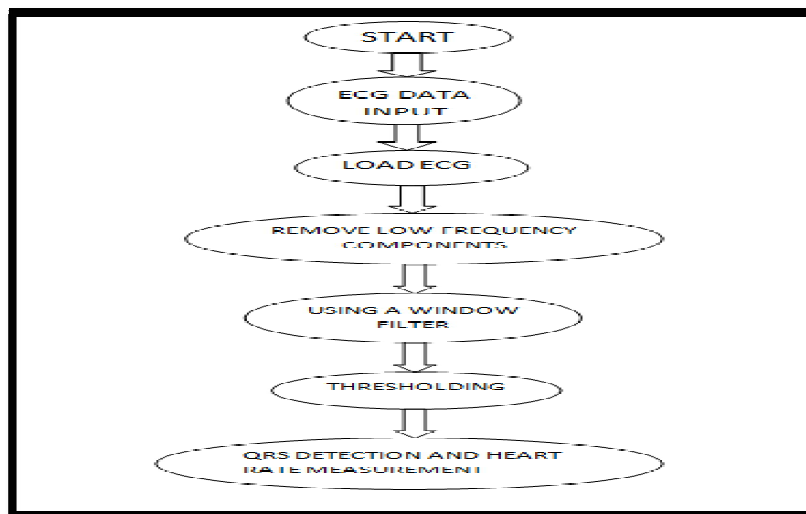 START
ECG DATA
INPUT
LOAD ECG
REMOVE LOW FREQUENCY
COMPONENTS
USING A WINDOW
FILTER
THRESHOLDING
QRS DETECTION AND HEART
RATE MEASUREMENT